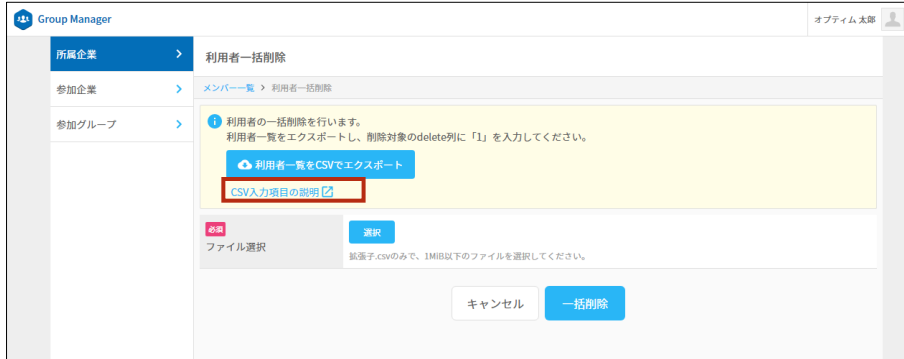 Group Manager
オプティム 太郎
所属企業
参加企業
参加グループ
利用者一括削除
メンバー一覧 > 利用者一括削除
利用者の一括削除を行います。
利用者一覧をエクスポートし、削除対象のdelete列に「1」を入力してください。
利用者一覧をCSVでエクスポート
CSV入力項目の説明
必須
ファイル選択
選択
拡張子.csvのみで、1MiB以下のファイルを選択してください。
キャンセル
一括削除